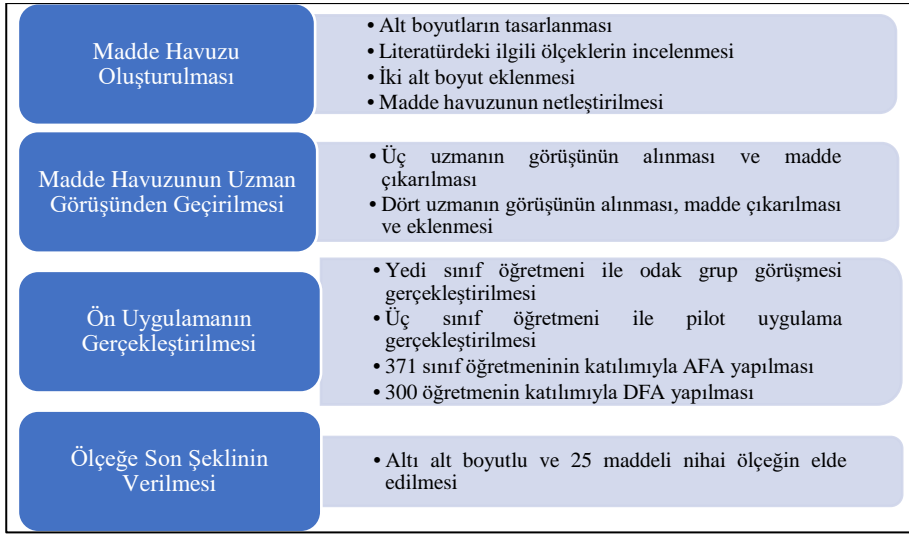 Madde Havuzu
Oluşturulması
• Alt boyutların tasarlanması
• Literatürdeki ilgili ölçeklerin incelenmesi
• İki alt boyut eklenmesi
• Madde havuzunun netleştirilmesi
Madde Havuzunun Uzman
Görüşünden Geçirilmesi
• Üç uzmanın görüşünün alınması ve madde
çıkarılması
• Dört uzmanın görüşünün alınması, madde çıkarılması
ve eklenmesi
Ön Uygulamanın
Gerçekleştirilmesi
• Yedi sınıf öğretmeni ile odak grup görüşmesi
gerçekleştirilmesi
• Üç sınıf öğretmeni ile pilot uygulama
gerçekleştirilmesi
• 371 sınıf öğretmeninin katılımıyla AFA yapılması
• 300 öğretmenin katılımıyla DFA yapılması
Ölçeğe Son Şeklinin
Verilmesi
• Altı alt boyutlu ve 25 maddeli nihai ölçeğin elde
edilmesi